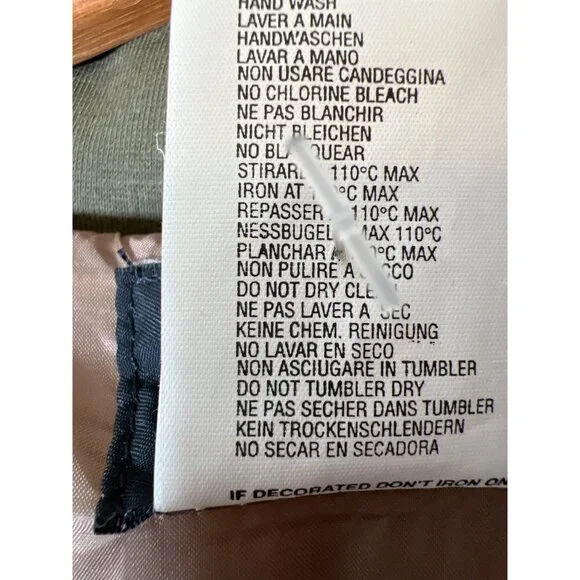 HAND WASH
LAVER A MAIN
HANDWASCHEN
LAVAR A MANO
NON USARE CANDEGGINA
NO CHLORINE BLEACH
NE PAS BLANCHIR
NICHT BLEICHEN
NO
110°C MAX
IRON AT MAX
REPASSER 110°C MAX
MAX 110°C
PLANCHAR MAX
NON PULIRE A
DO NOT DRY
NE PAS LAVER A SEC
KEINE CHEM. REINIGUNG
NO LAVAR EN SECO
NON ASCIUGARE IN TUMBLER
DO NOT TUMBLER DRY
NE PAS SECHER DANS TUMBLER
KEIN TROCKENSCHLENDERN
NO SECAR EN SECADORA
IF DECORATED DON'T IRON ON